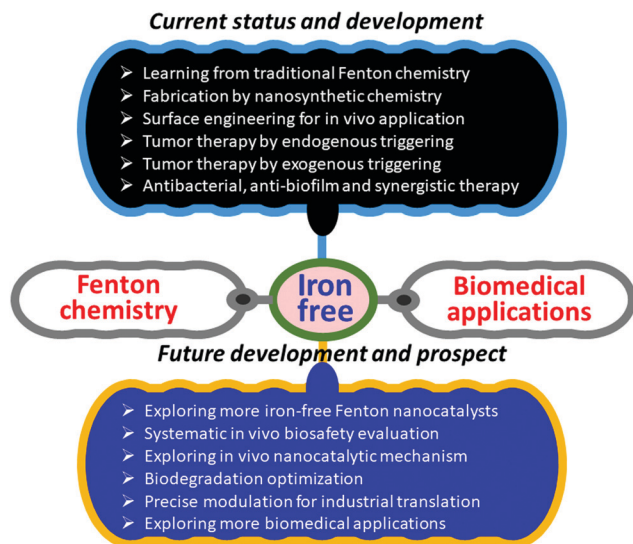 Current status and development
➢ Learning from traditional Fenton chemistry
➢ Fabrication by nanosynthetic chemistry
➢ Surface engineering for in vivo application
➢ Tumor therapy by endogenous triggering
➢ Tumor therapy by exogenous triggering
➢ Antibacterial, anti-biofilm and synergistic therapy
Fenton
chemistry
Iron
free
Biomedical
applications
Future development and prospect
➢ Exploring more iron-free Fenton nanocatalysts
➢ Systematic in vivo biosafety evaluation
➢ Exploring in vivo nanocatalytic mechanism
➢ Biodegradation optimization
➢ Precise modulation for industrial translation
➢ Exploring more biomedical applications